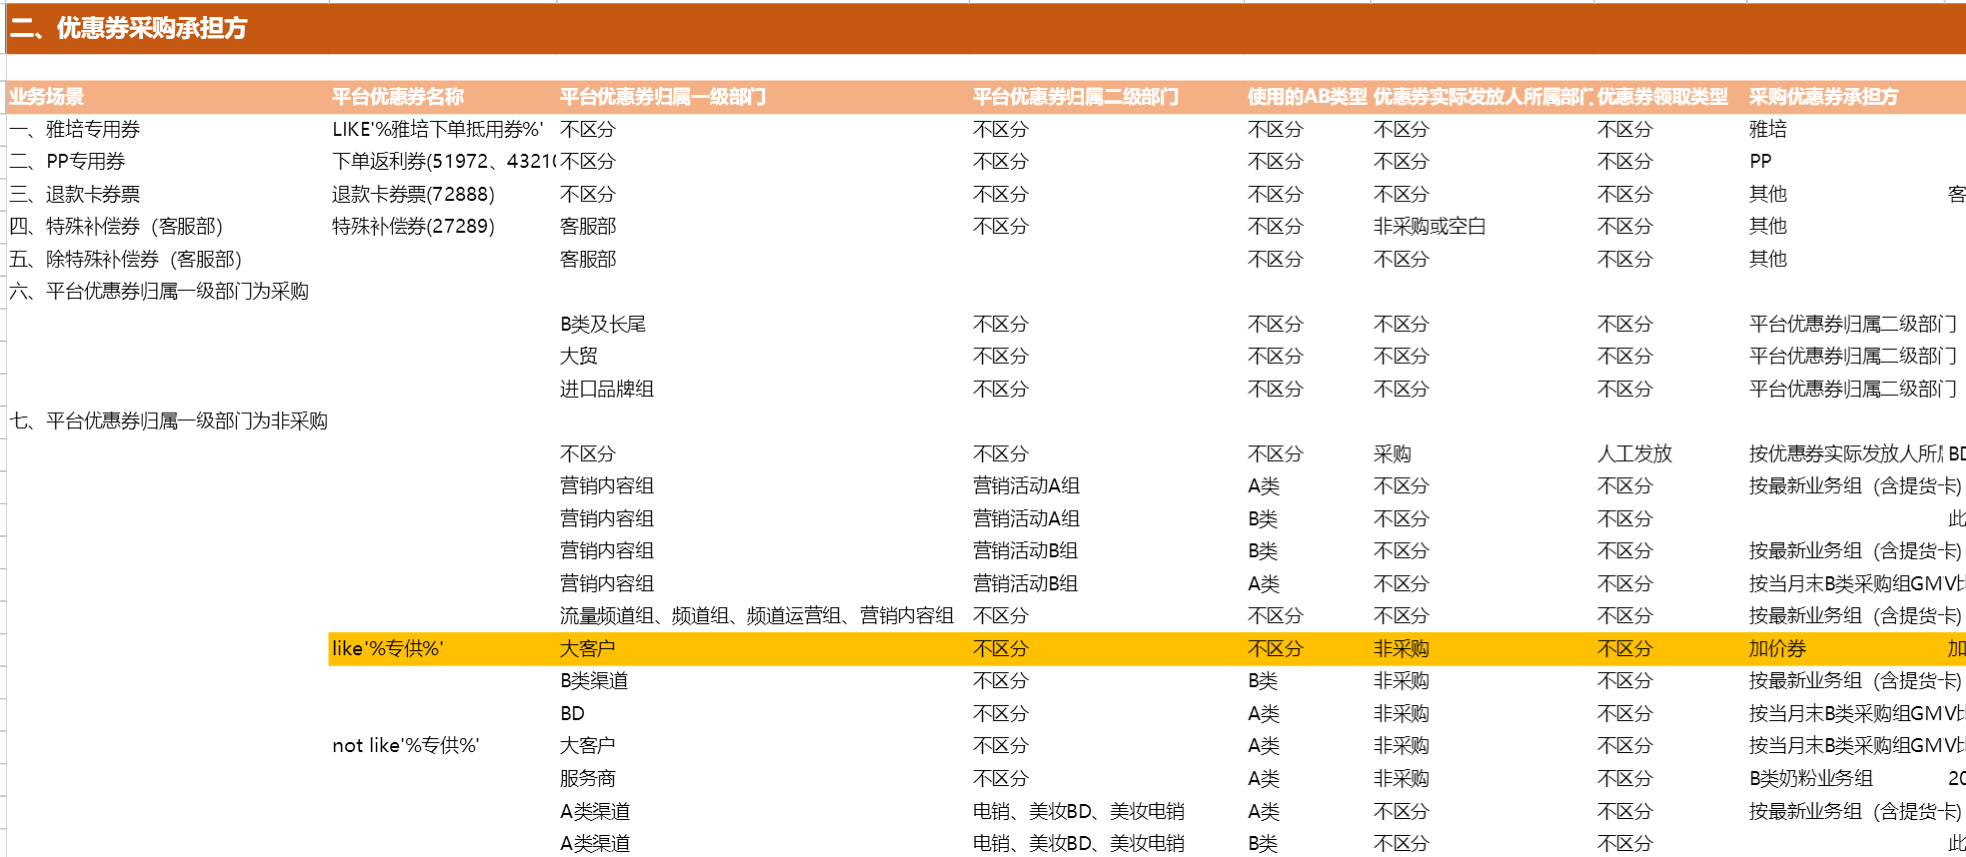 二、优惠券采购承担方
业务场景 平台优惠券名称 平台优惠券归属一级部门 平台优惠券归属二级部门 使用的AB类型 优惠券实际发放人所属部门 优惠券领取类型 采购优惠券承担方
一、雅培专用券 LIKE'%雅培下单抵用券%' 不区分 不区分 不区分 不区分 不区分 雅培
二、PP专用券 下单返利券(51972、43210 不区分 不区分 不区分 不区分 不区分 PP
三、退款卡券票 退款卡券票(72888) 不区分 不区分 不区分 不区分 不区分 其他 客
四、特殊补偿券（客服部） 特殊补偿券(27289) 客服部 不区分 不区分 非采购或空白 不区分 其他
五、除特殊补偿券（客服部） 客服部 不区分 不区分 不区分 其他
六、平台优惠券归属一级部门为采购
B类及长尾 不区分 不区分 不区分 不区分 平台优惠券归属二级部门
大贸 不区分 不区分 不区分 不区分 平台优惠券归属二级部门
进口品牌组 不区分 不区分 不区分 不区分 平台优惠券归属二级部门
七、平台优惠券归属一级部门为非采购
不区分 不区分 不区分 采购 人工发放 按优惠券实际发放人所 BD
营销内容组 营销活动A组 A类 不区分 不区分 按最新业务组（含提货卡）
营销内容组 营销活动A组 B类 不区分 不区分 此
营销内容组 营销活动B组 B类 不区分 不区分 按最新业务组（含提货卡）
营销内容组 营销活动B组 A类 不区分 不区分 按当月末B类采购组GMV比
流量频道组、频道组、频道运营组、营销内容组 不区分 不区分 不区分 不区分 按最新业务组（含提货卡）
like'%专供%' 大客户 不区分 不区分 非采购 不区分 加价券 加
B类渠道 不区分 B类 非采购 不区分 按最新业务组（含提货卡）
BD 不区分 A类 非采购 不区分 按当月末B类采购组GMV比
not like'%专供%' 大客户 不区分 A类 非采购 不区分 按当月末B类采购组GMV比
服务商 不区分 A类 非采购 不区分 B类奶粉业务组 20
A类渠道 电销、美妆BD、美妆电销 A类 不区分 不区分 按最新业务组（含提货卡）
A类渠道 电销、美妆BD、美妆电销 B类 不区分 不区分 此